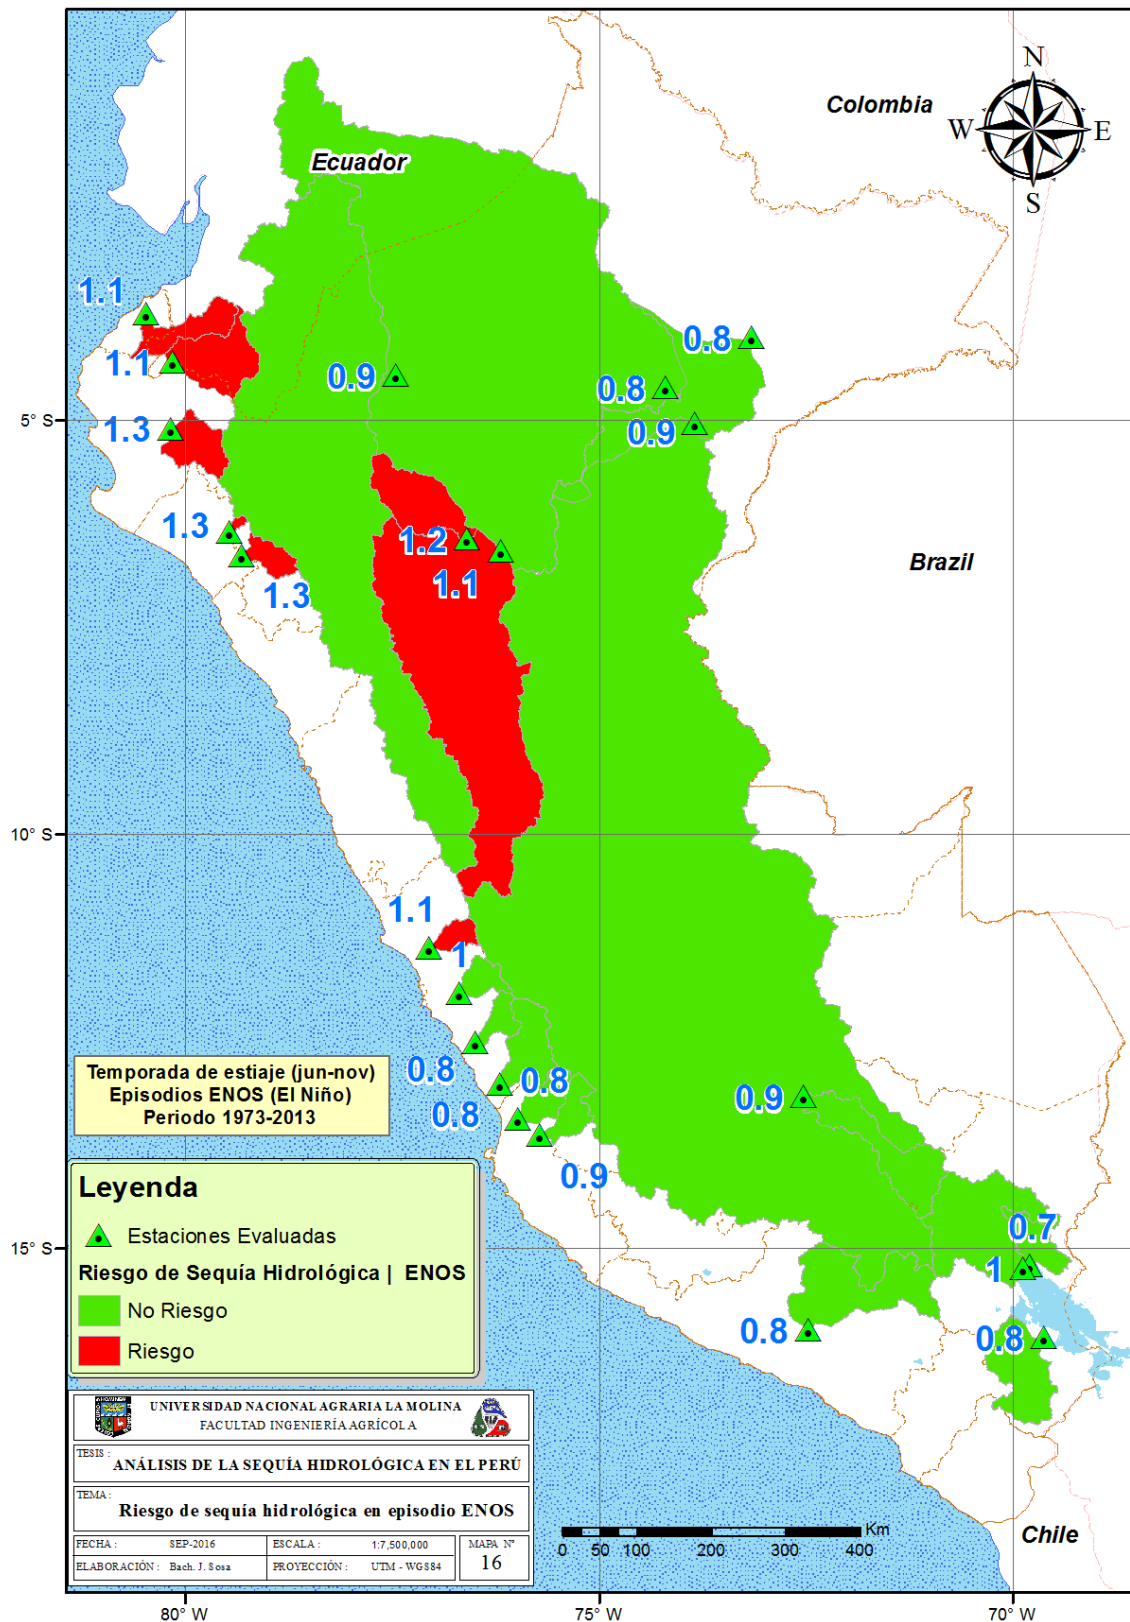 N
W
E
S
Colombia
Ecuador
Brazil
Chile
1.1
1.1
1.3
1.3
1.3
0.9
0.8
0.8
0.9
1.2
1.1
5° S
10° S
1.1
1
0.8
0.8
0.8
0.9
0.9
0.7
1
0.8
0.8
15° S
Temporada de estiaje (jun-nov)
Episodios ENOS (El Niño)
Periodo 1973-2013
Leyenda
Estaciones Evaluadas
Riesgo de Sequía Hidrológica | ENOS
No Riesgo
Riesgo
UNIVERSIDAD NACIONAL AGRARIA LA MOLINA
FACULTAD INGENIERÍA AGRÍCOLA
TESIS :
ANÁLISIS DE LA SEQUÍA HIDROLÓGICA EN EL PERÚ
TEMA :
Riesgo de sequía hidrológica en episodio ENOS
FECHA : SEP-2016 ESCALA : 1:7,500,000 MAPA N°
ELABORACIÓN : Bach. J. Sosa PROYECCIÓN : UTM - WGS84 16
Km
0 50 100 200 300 400
80° W 75° W 70° W